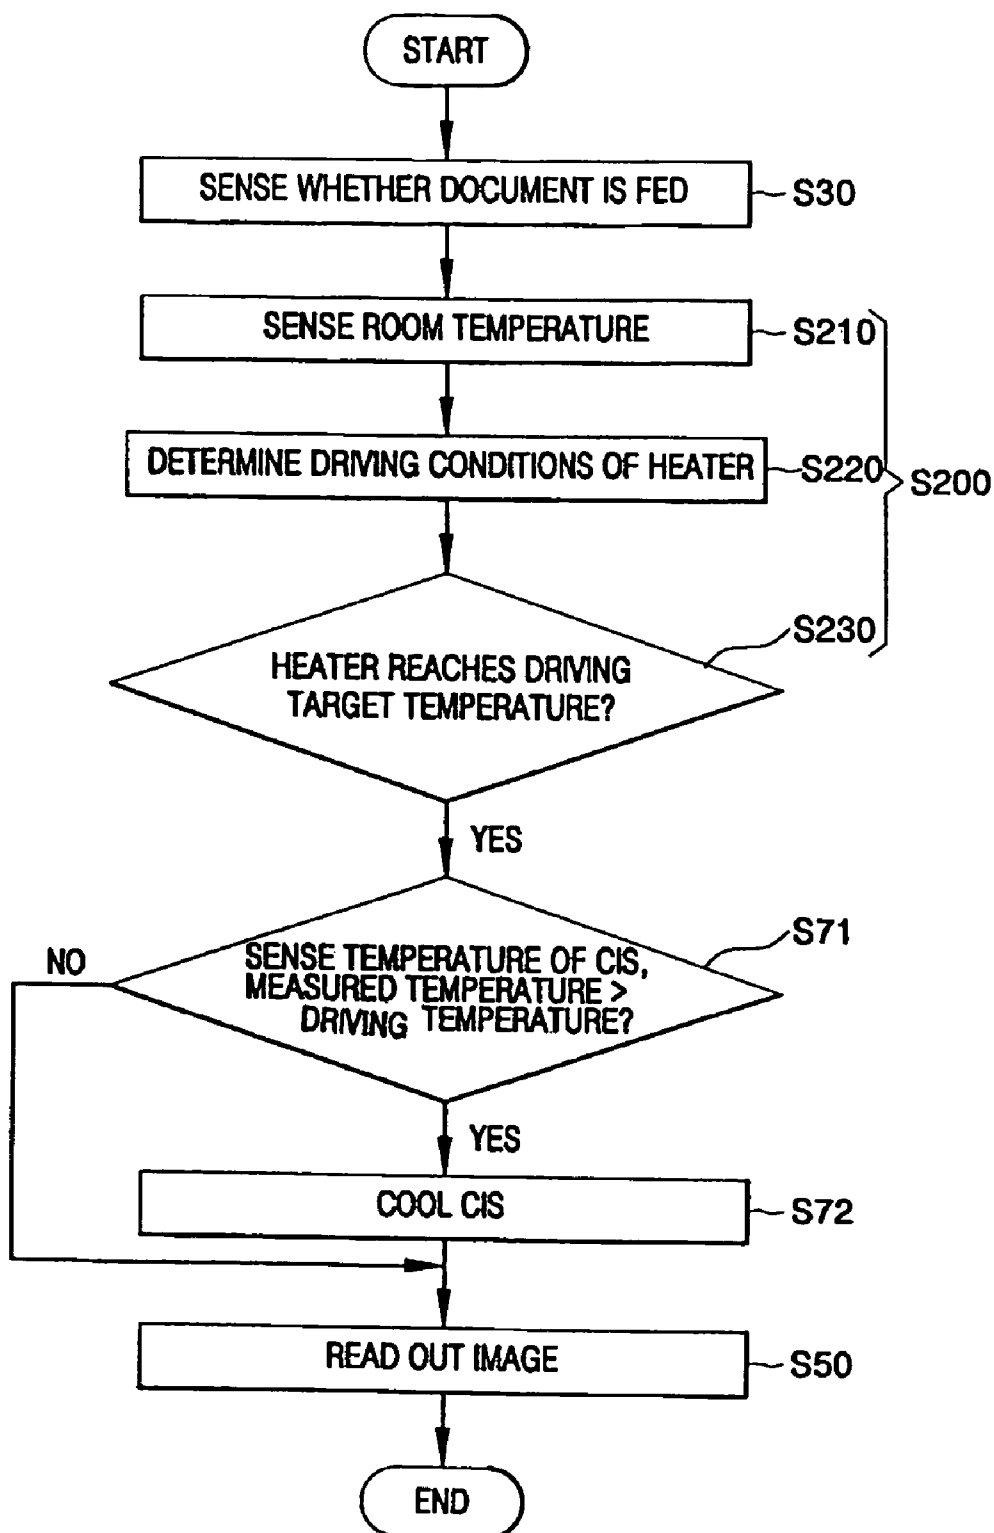 START
SENSE WHETHER DOCUMENT IS FED
S30
SENSE ROOM TEMPERATURE
S210
DETERMINE DRIVING CONDITIONS OF HEATER
S220
S200
S230
HEATER REACHES DRIVING
TARGET TEMPERATURE?
YES
S71
NO
SENSE TEMPERATURE OF CIS,
MEASURED TEMPERATURE >
DRIVING TEMPERATURE?
YES
COOL CIS
S72
READ OUT IMAGE
S50
END